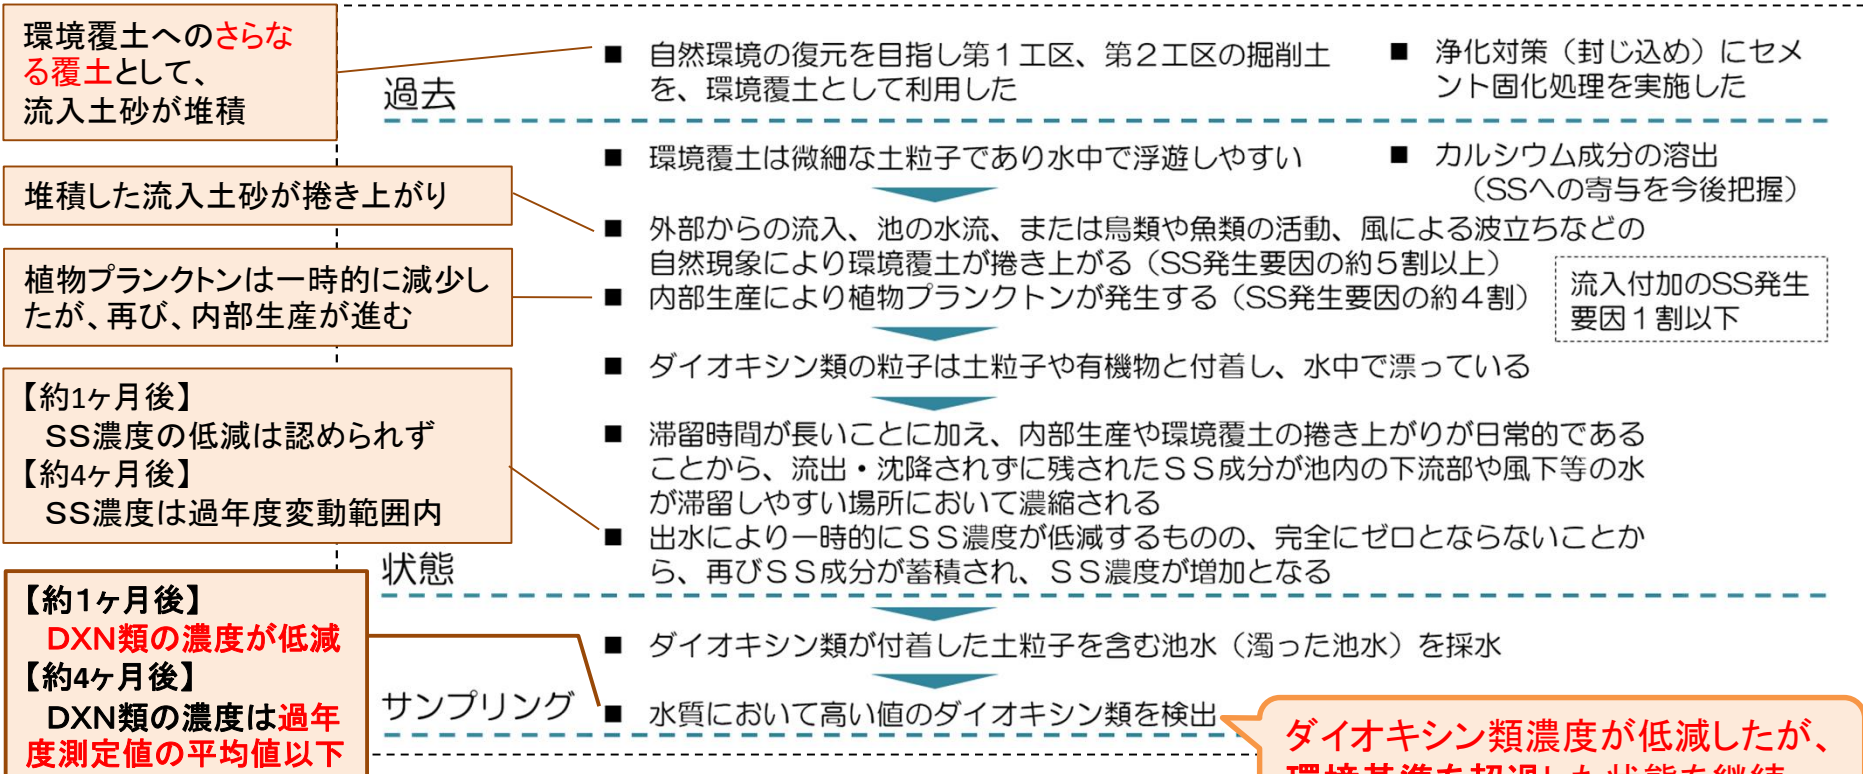 環境覆土へのさらな
る覆土として、
流入土砂が堆積
堆積した流入土砂が捲き上がり
植物プランクトンは一時的に減少し
たが、再び、内部生産が進む
【約1ヶ月後】
SS濃度の低減は認められず
【約4ヶ月後】
SS濃度は過年度変動範囲内
【約1ヶ月後】
DXN類の濃度が低減
【約4ヶ月後】
DXN類の濃度は過年
度測定値の平均値以下
過去
■ 自然環境の復元を目指し第1工区、第2工区の掘削土
を、環境覆土として利用した
■ 浄化対策（封じ込め）にセメ
ント固化処理を実施した
■ 環境覆土は微細な土粒子であり水中で浮遊しやすい
■ カルシウム成分の溶出
（SSへの寄与を今後把握）
■ 外部からの流入、池の水流、または鳥類や魚類の活動、風による波立ちなどの
自然現象により環境覆土が捲き上がる（SS発生要因の約5割以上）
■ 内部生産により植物プランクトンが発生する（SS発生要因の約4割）
流入付加のSS発生
要因1割以下
■ ダイオキシン類の粒子は土粒子や有機物と付着し、水中で漂っている
■ 滞留時間が長いことに加え、内部生産や環境覆土の捲き上がりが日常的である
ことから、流出・沈降されずに残されたＳＳ成分が池内の下流部や風下等の水
が滞留しやすい場所において濃縮される
■ 出水により一時的にＳＳ濃度が低減するものの、完全にゼロとならないことか
ら、再びＳＳ成分が蓄積され、ＳＳ濃度が増加となる
状態
■ ダイオキシン類が付着した土粒子を含む池水（濁った池水）を採水
サンプリング
■ 水質において高い値のダイオキシン類を検出
ダイオキシン類濃度が低減したが、
環境基準を超過した状態を継続